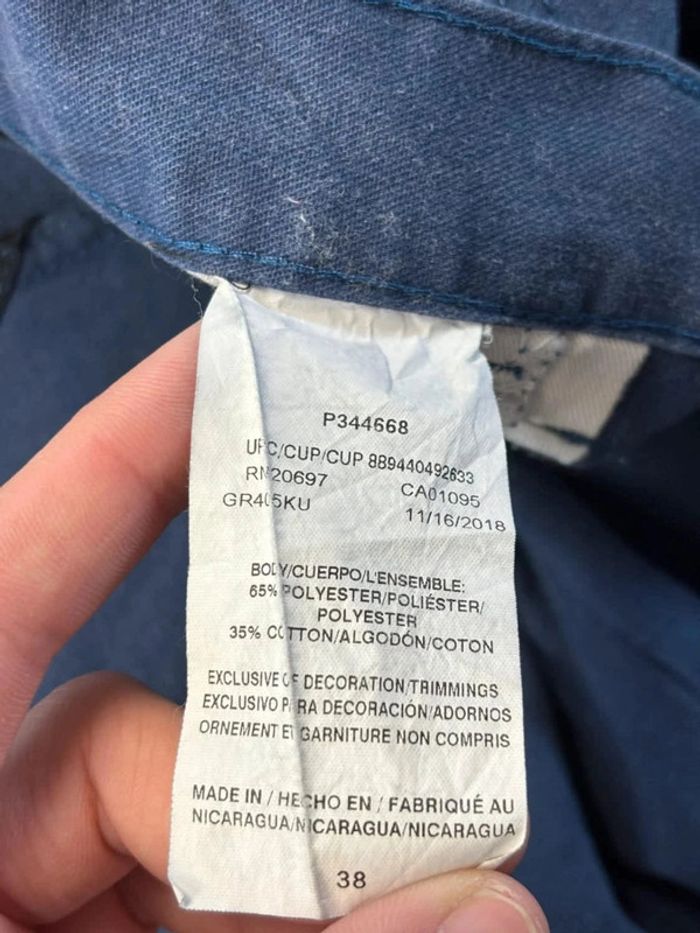 P344668
UPC/CUP/CUP 889440492633
RN20697 CA01095
GR405KU 11/16/2018
BODY/CUERPO/L'ENSEMBLE:
65% POLYESTER/POLIÉSTER/
POLYESTER
35% COTTON/ALGODÓN/COTON
EXCLUSIVE OF DECORATION/TRIMMINGS
EXCLUSIVO PARA DECORACIÓN/ADORNOS
ORNEMENT ET GARNITURE NON COMPRIS
MADE IN / HECHO EN / FABRIQUÉ AU
NICARAGUA/NICARAGUA/NICARAGUA
38